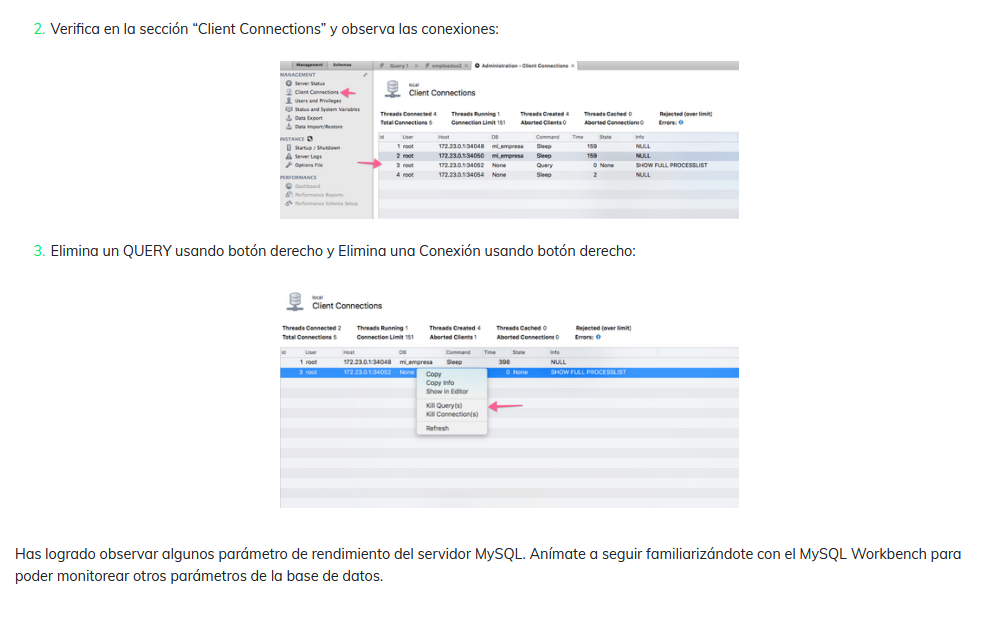 2. Verifica en la sección “Client Connections” y observa las conexiones:
Management Schemas
Query 1 × empleados2 × Administration - Client Connections ×
MANAGEMENT
Server Status
Client Connections
Users and Privileges
Status and System Variables
Data Export
Data Import/Restore
INSTANCE
Startup / Shutdown
Server Logs
Options File
PERFORMANCE
Dashboard
Performance Reports
Performance Schema Setup
local
Client Connections
Threads Connected 4 Threads Running 1 Threads Created 4 Threads Cached 0 Rejected (over limit)
Total Connections 5 Connection Limit 151 Aborted Clients 0 Aborted Connections 0 Errors: 0
Id User Host DB Command Time State Info
1 root 172.23.0.1:34048 mi_empresa Sleep 159 NULL
2 root 172.23.0.1:34050 mi_empresa Sleep 159 NULL
3 root 172.23.0.1:34052 None Query 0 None SHOW FULL PROCESSLIST
4 root 172.23.0.1:34054 None Sleep 2 NULL
3. Elimina un QUERY usando botón derecho y Elimina una Conexión usando botón derecho:
local
Client Connections
Threads Connected 2 Threads Running 1 Threads Created 4 Threads Cached 0 Rejected (over limit)
Total Connections 5 Connection Limit 151 Aborted Clients 1 Aborted Connections 0 Errors: 0
Id User Host DB Command Time State Info
1 root 172.23.0.1:34048 mi_empresa Sleep 398 NULL
3 root 172.23.0.1:34052 None 0 None SHOW FULL PROCESSLIST
Copy
Copy Info
Show in Editor
Kill Query(s)
Kill Connection(s)
Refresh
Has logrado observar algunos parámetro de rendimiento del servidor MySQL. Anímate a seguir familiarizándote con el MySQL Workbench para
poder monitorear otros parámetros de la base de datos.